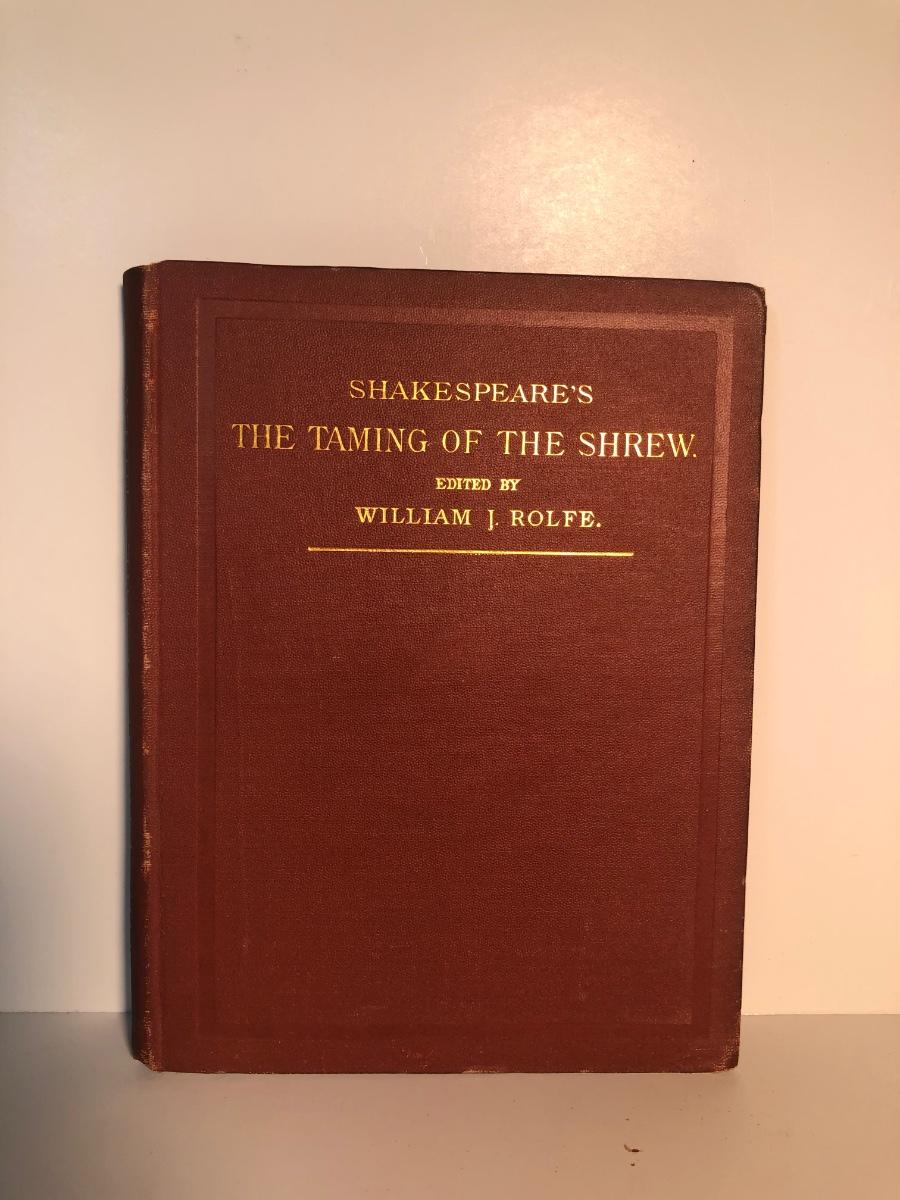 SHAKESPEARE'S
THE TAMING OF THE SHREW.
EDITED BY
WILLIAM J. ROLFE.